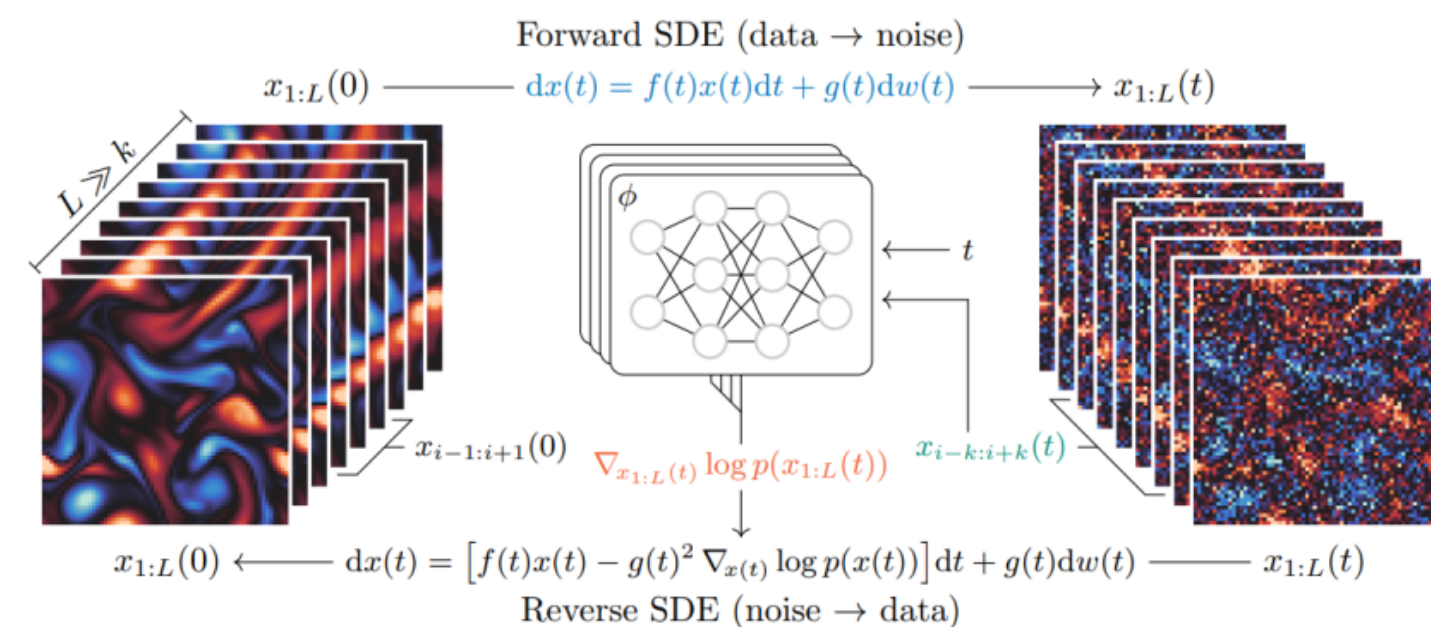 Forward SDE (data → noise)
x_{1:L}(0) dx(t) = f(t)x(t)dt + g(t)dw(t) x_{1:L}(t)
L ≫ k
ϕ
t
x_{i−1:i+1}(0)
∇_{x_{1:L}(t)} log p(x_{1:L}(t))
x_{i−k:i+k}(t)
x_{1:L}(0) ← dx(t) = [f(t)x(t) − g(t)² ∇_{x(t)} log p(x(t))]dt + g(t)dw(t) x_{1:L}(t)
Reverse SDE (noise → data)